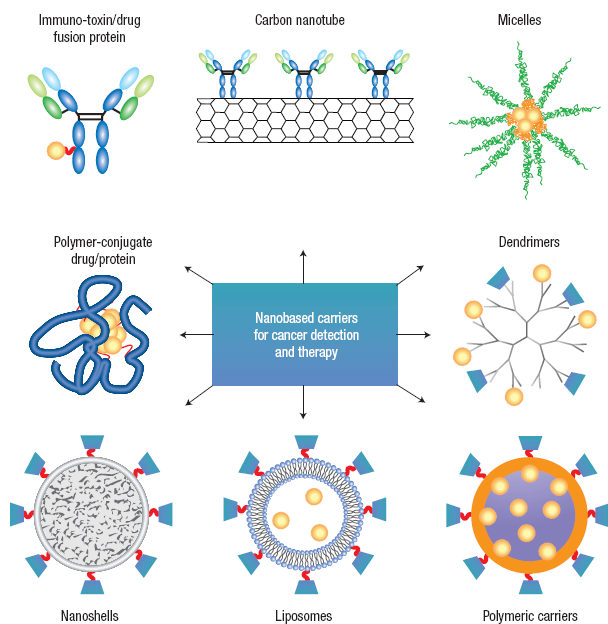 Immuno-toxin/drug
fusion protein
Carbon nanotube
Micelles
Polymer-conjugate
drug/protein
Nanobased carriers
for cancer detection
and therapy
Dendrimers
Nanoshells
Liposomes
Polymeric carriers